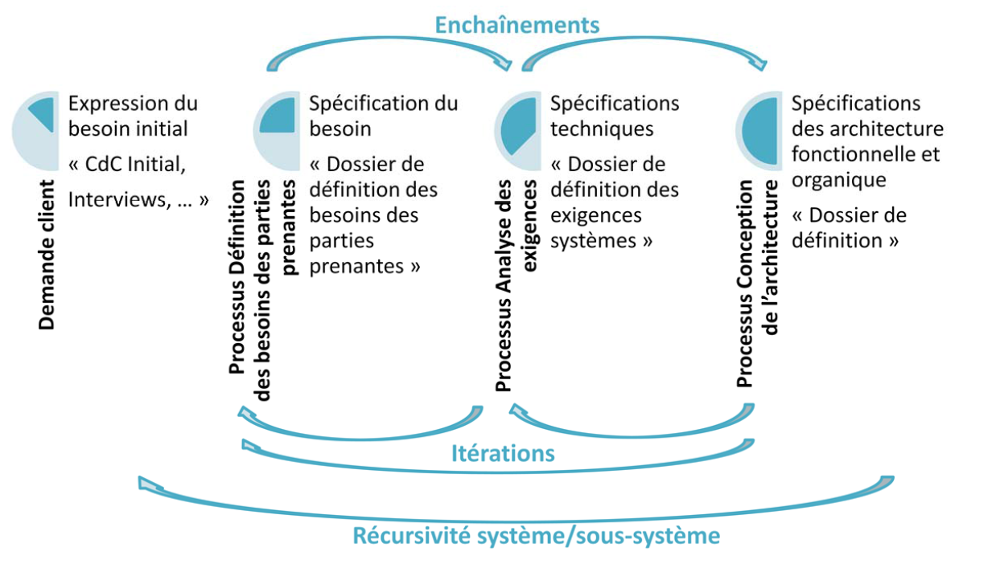 Enchaînements
Demande client
Expression du
besoin initial
« CdC Initial,
Interviews, ... »
Processus Définition
des besoins des parties
prenantes
Spécification du
besoin
« Dossier de
définition des
besoins des
parties
prenantes »
Processus Analyse des
exigences
Spécifications
techniques
« Dossier de
définition des
exigences
systèmes »
Processus Conception
de l’architecture
Spécifications
des architecture
fonctionnelle et
organique
« Dossier de
définition »
Itérations
Récursivité système/sous-système